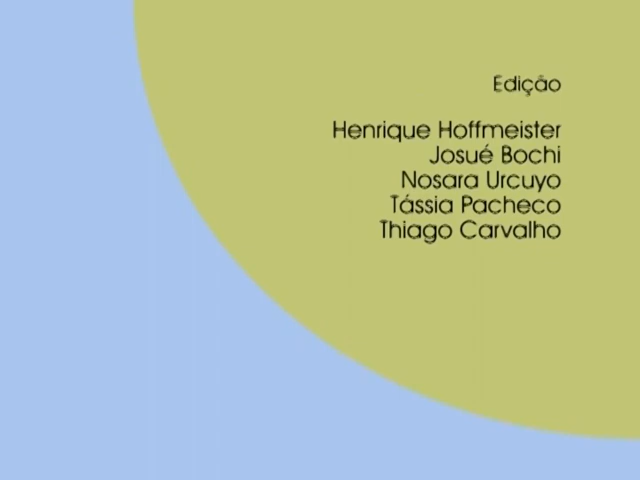 Edição
Henrique Hoffmeister
Josué Bochi
Nosara Urcuyo
Tássia Pacheco
Thiago Carvalho